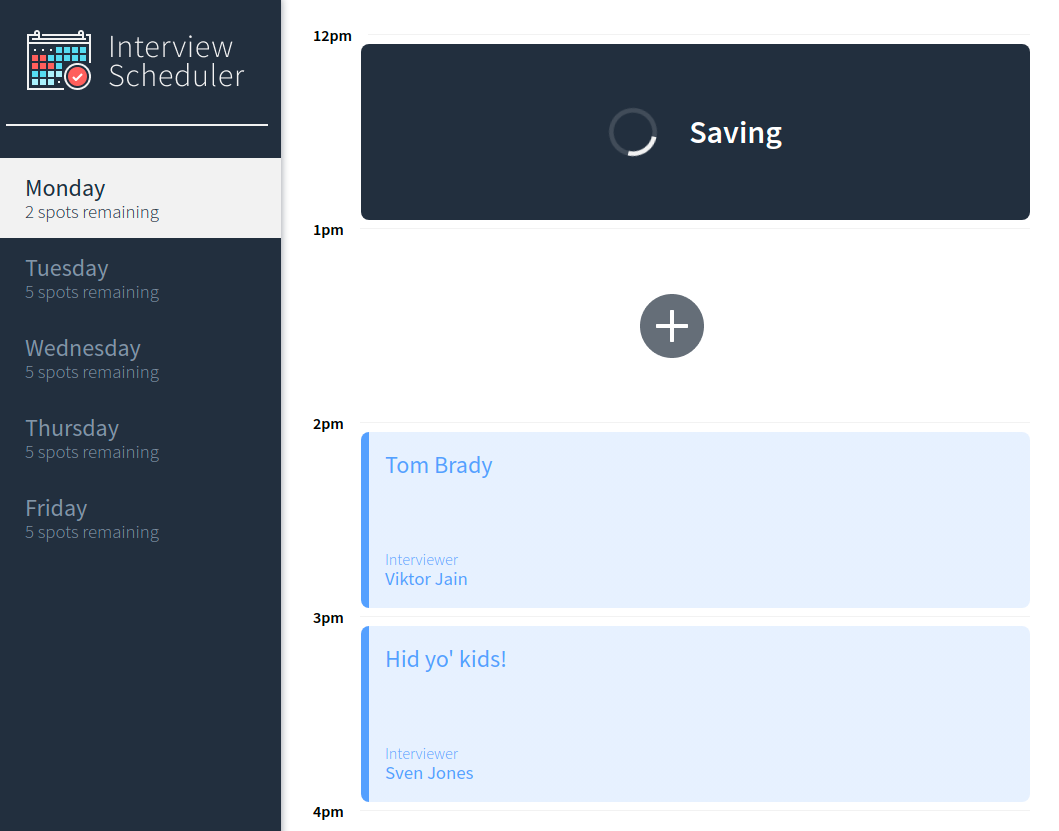 Interview
Scheduler
Monday
2 spots remaining
Tuesday
5 spots remaining
Wednesday
5 spots remaining
Thursday
5 spots remaining
Friday
5 spots remaining
12pm
Saving
1pm
2pm
Tom Brady
Interviewer
Viktor Jain
3pm
Hid yo' kids!
Interviewer
Sven Jones
4pm